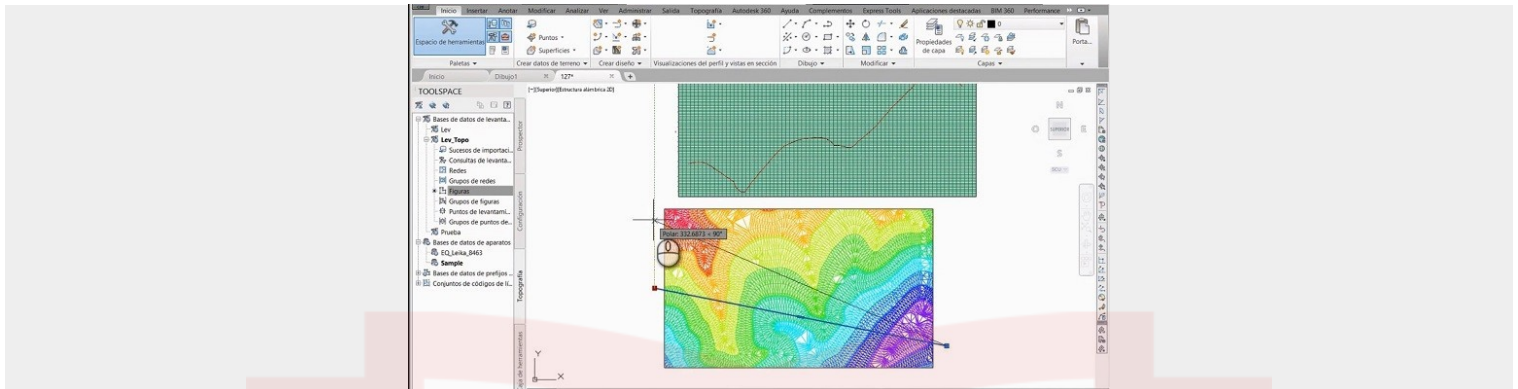 Inicio Insertar Anotar Modificar Analizar Ver Administrar Salida Topografía Autodesk 360 Ayuda Complementos Express Tools Aplicaciones destacadas BIM 360 Performance
Espacio de herramientas
Puntos
Superficies
Propiedades de capa
0
Porta...
Paletas
Crear datos de terreno
Crear diseño
Visualizaciones del perfil y vistas en sección
Dibujo
Modificar
Capas
Inicio
Dibujo1
127*
TOOLSPACE
[−][Superior][Estructura alámbrica 2D]
Bases de datos de levanta...
Lev
Lev_Topo
Sucesos de importaci...
Consultas de levanta...
Redes
Grupos de redes
Figuras
Grupos de figuras
Puntos de levantami...
Grupos de puntos de...
Prueba
Bases de datos de aparatos
EQ_Leika_8463
Sample
Bases de datos de prefijos ...
Conjuntos de códigos de lí...
Prospector
Configuración
Topografía
Polar: 332.6873 < 90°
SUPERIOR
S
Y
X